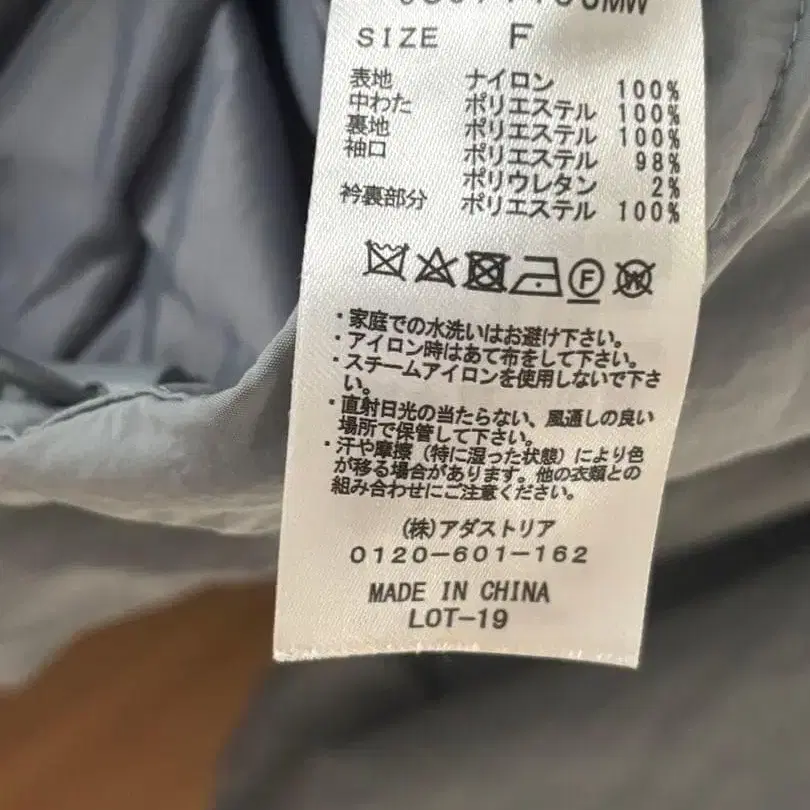 SIZE F
表地 ナイロン 100%
中わた ポリエステル 100%
裏地 ポリエステル 100%
袖口 ポリエステル 98%
ポリウレタン 2%
衿裏部分 ポリエステル 100%
F W
・家庭での水洗いはお避け下さい。
・アイロン時はあて布をして下さい。
・スチームアイロンを使用しないで下さ
い。
・直射日光の当たらない、風通しの良い
場所で保管して下さい。
・汗や摩擦（特に湿った状態）により色
が移る場合があります。他の衣類との
組み合わせにご注意ください。
(株)アダストリア
0120-601-162
MADE IN CHINA
LOT-19